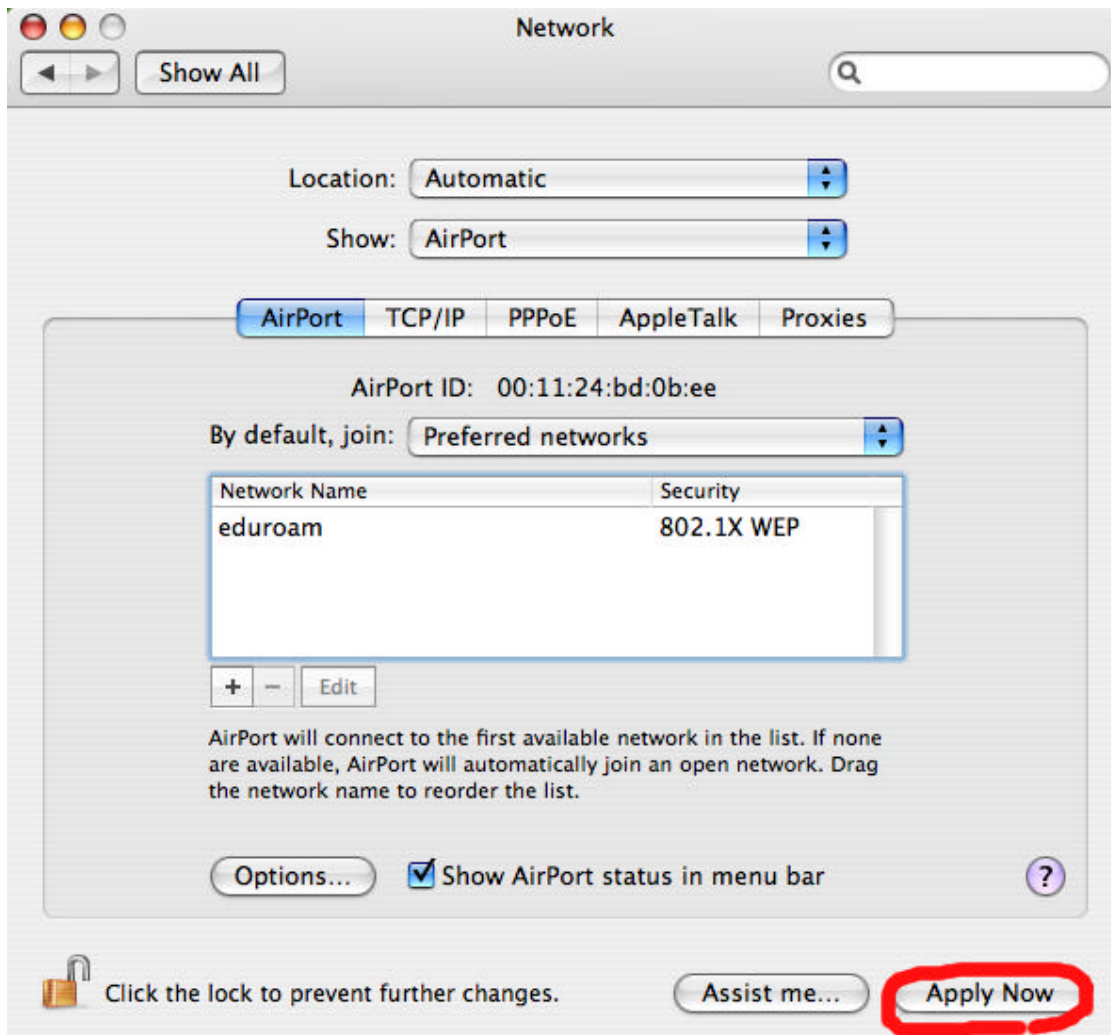 Network
Show All
Location: Automatic
Show: AirPort
AirPort TCP/IP PPPoE AppleTalk Proxies
AirPort ID: 00:11:24:bd:0b:ee
By default, join: Preferred networks
Network Name Security
eduroam 802.1X WEP
+ − Edit
AirPort will connect to the first available network in the list. If none
are available, AirPort will automatically join an open network. Drag
the network name to reorder the list.
Options... Show AirPort status in menu bar ?
Click the lock to prevent further changes. Assist me... Apply Now